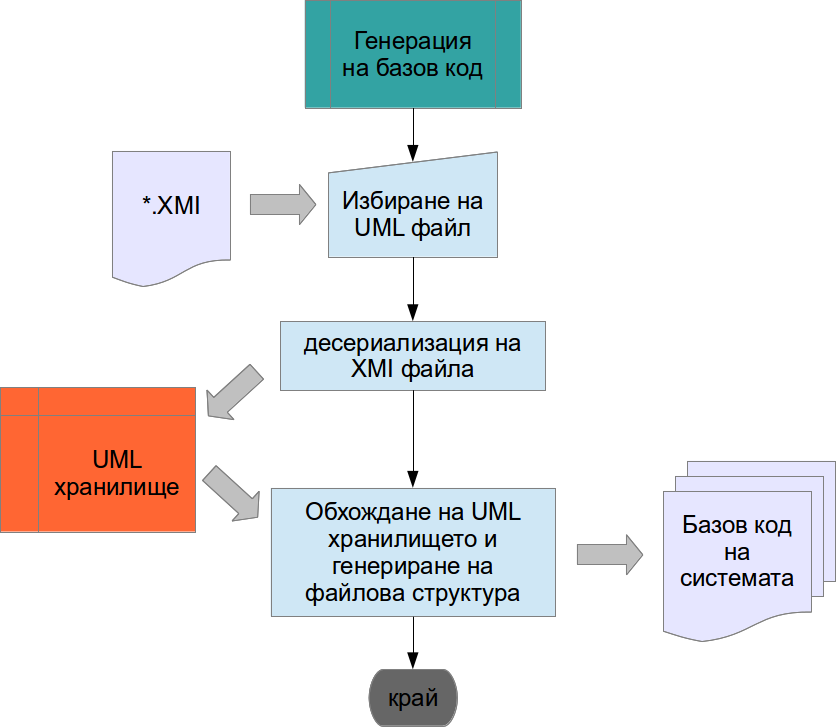 Генерация
на базов код
*.XMI
Избиране на
UML файл
десериализация на
XMI файла
UML
хранилище
Обхождане на UML
хранилището и
генериране на
файлова структура
Базов код
на
системата
край